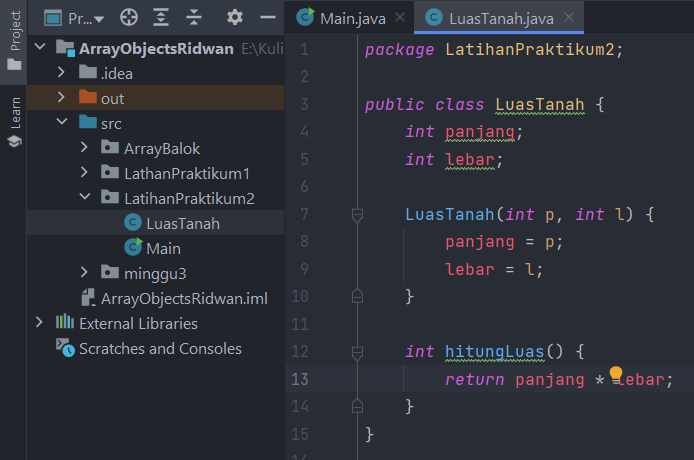 Project
Learn
Pr...
ArrayObjectsRidwan E:\Kuli
.idea
out
src
ArrayBalok
LathanPraktikum1
LatihanPraktikum2
LuasTanah
Main
minggu3
ArrayObjectsRidwan.iml
External Libraries
Scratches and Consoles
Main.java
LuasTanah.java
1 package LatihanPraktikum2;
2
3 public class LuasTanah {
4 int panjang;
5 int lebar;
6
7 LuasTanah(int p, int l) {
8 panjang = p;
9 lebar = l;
10 }
11
12 int hitungLuas() {
13 return panjang * lebar;
14 }
15 }